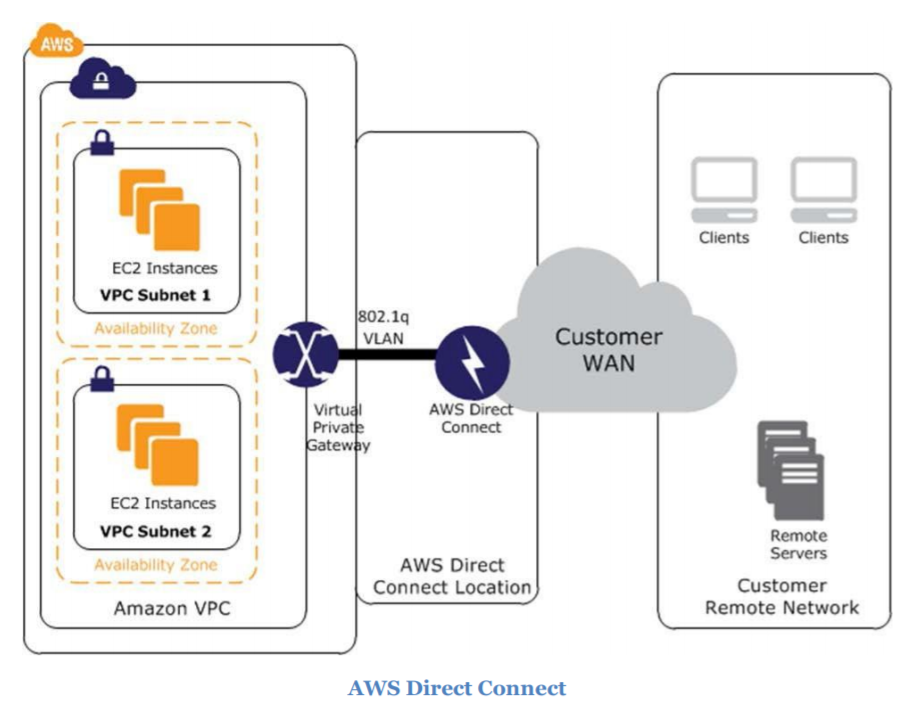 AWS
EC2 Instances
VPC Subnet 1
Availability Zone
EC2 Instances
VPC Subnet 2
Availability Zone
Amazon VPC
802.1q
VLAN
Virtual
Private
Gateway
AWS Direct
Connect
AWS Direct
Connect Location
Customer
WAN
Clients
Clients
Remote
Servers
Customer
Remote Network
AWS Direct Connect